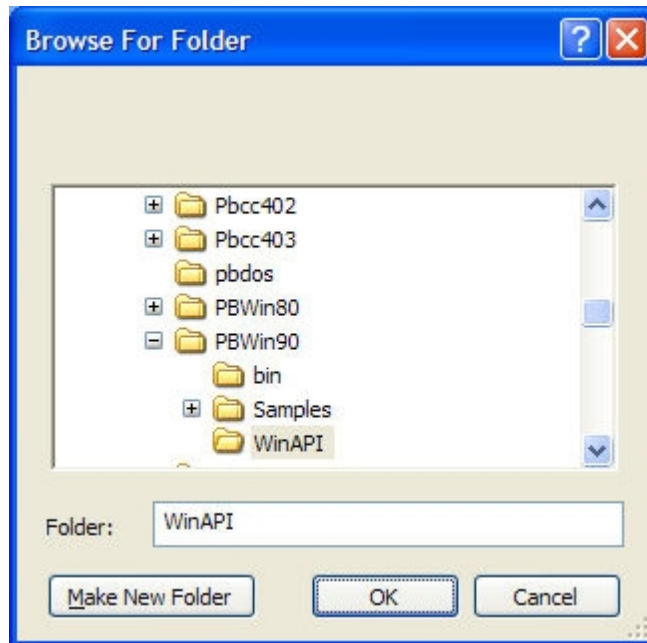 Browse For Folder
Pbcc402
Pbcc403
pbdos
PBWin80
PBWin90
bin
Samples
WinAPI
Folder: WinAPI
Make New Folder OK Cancel